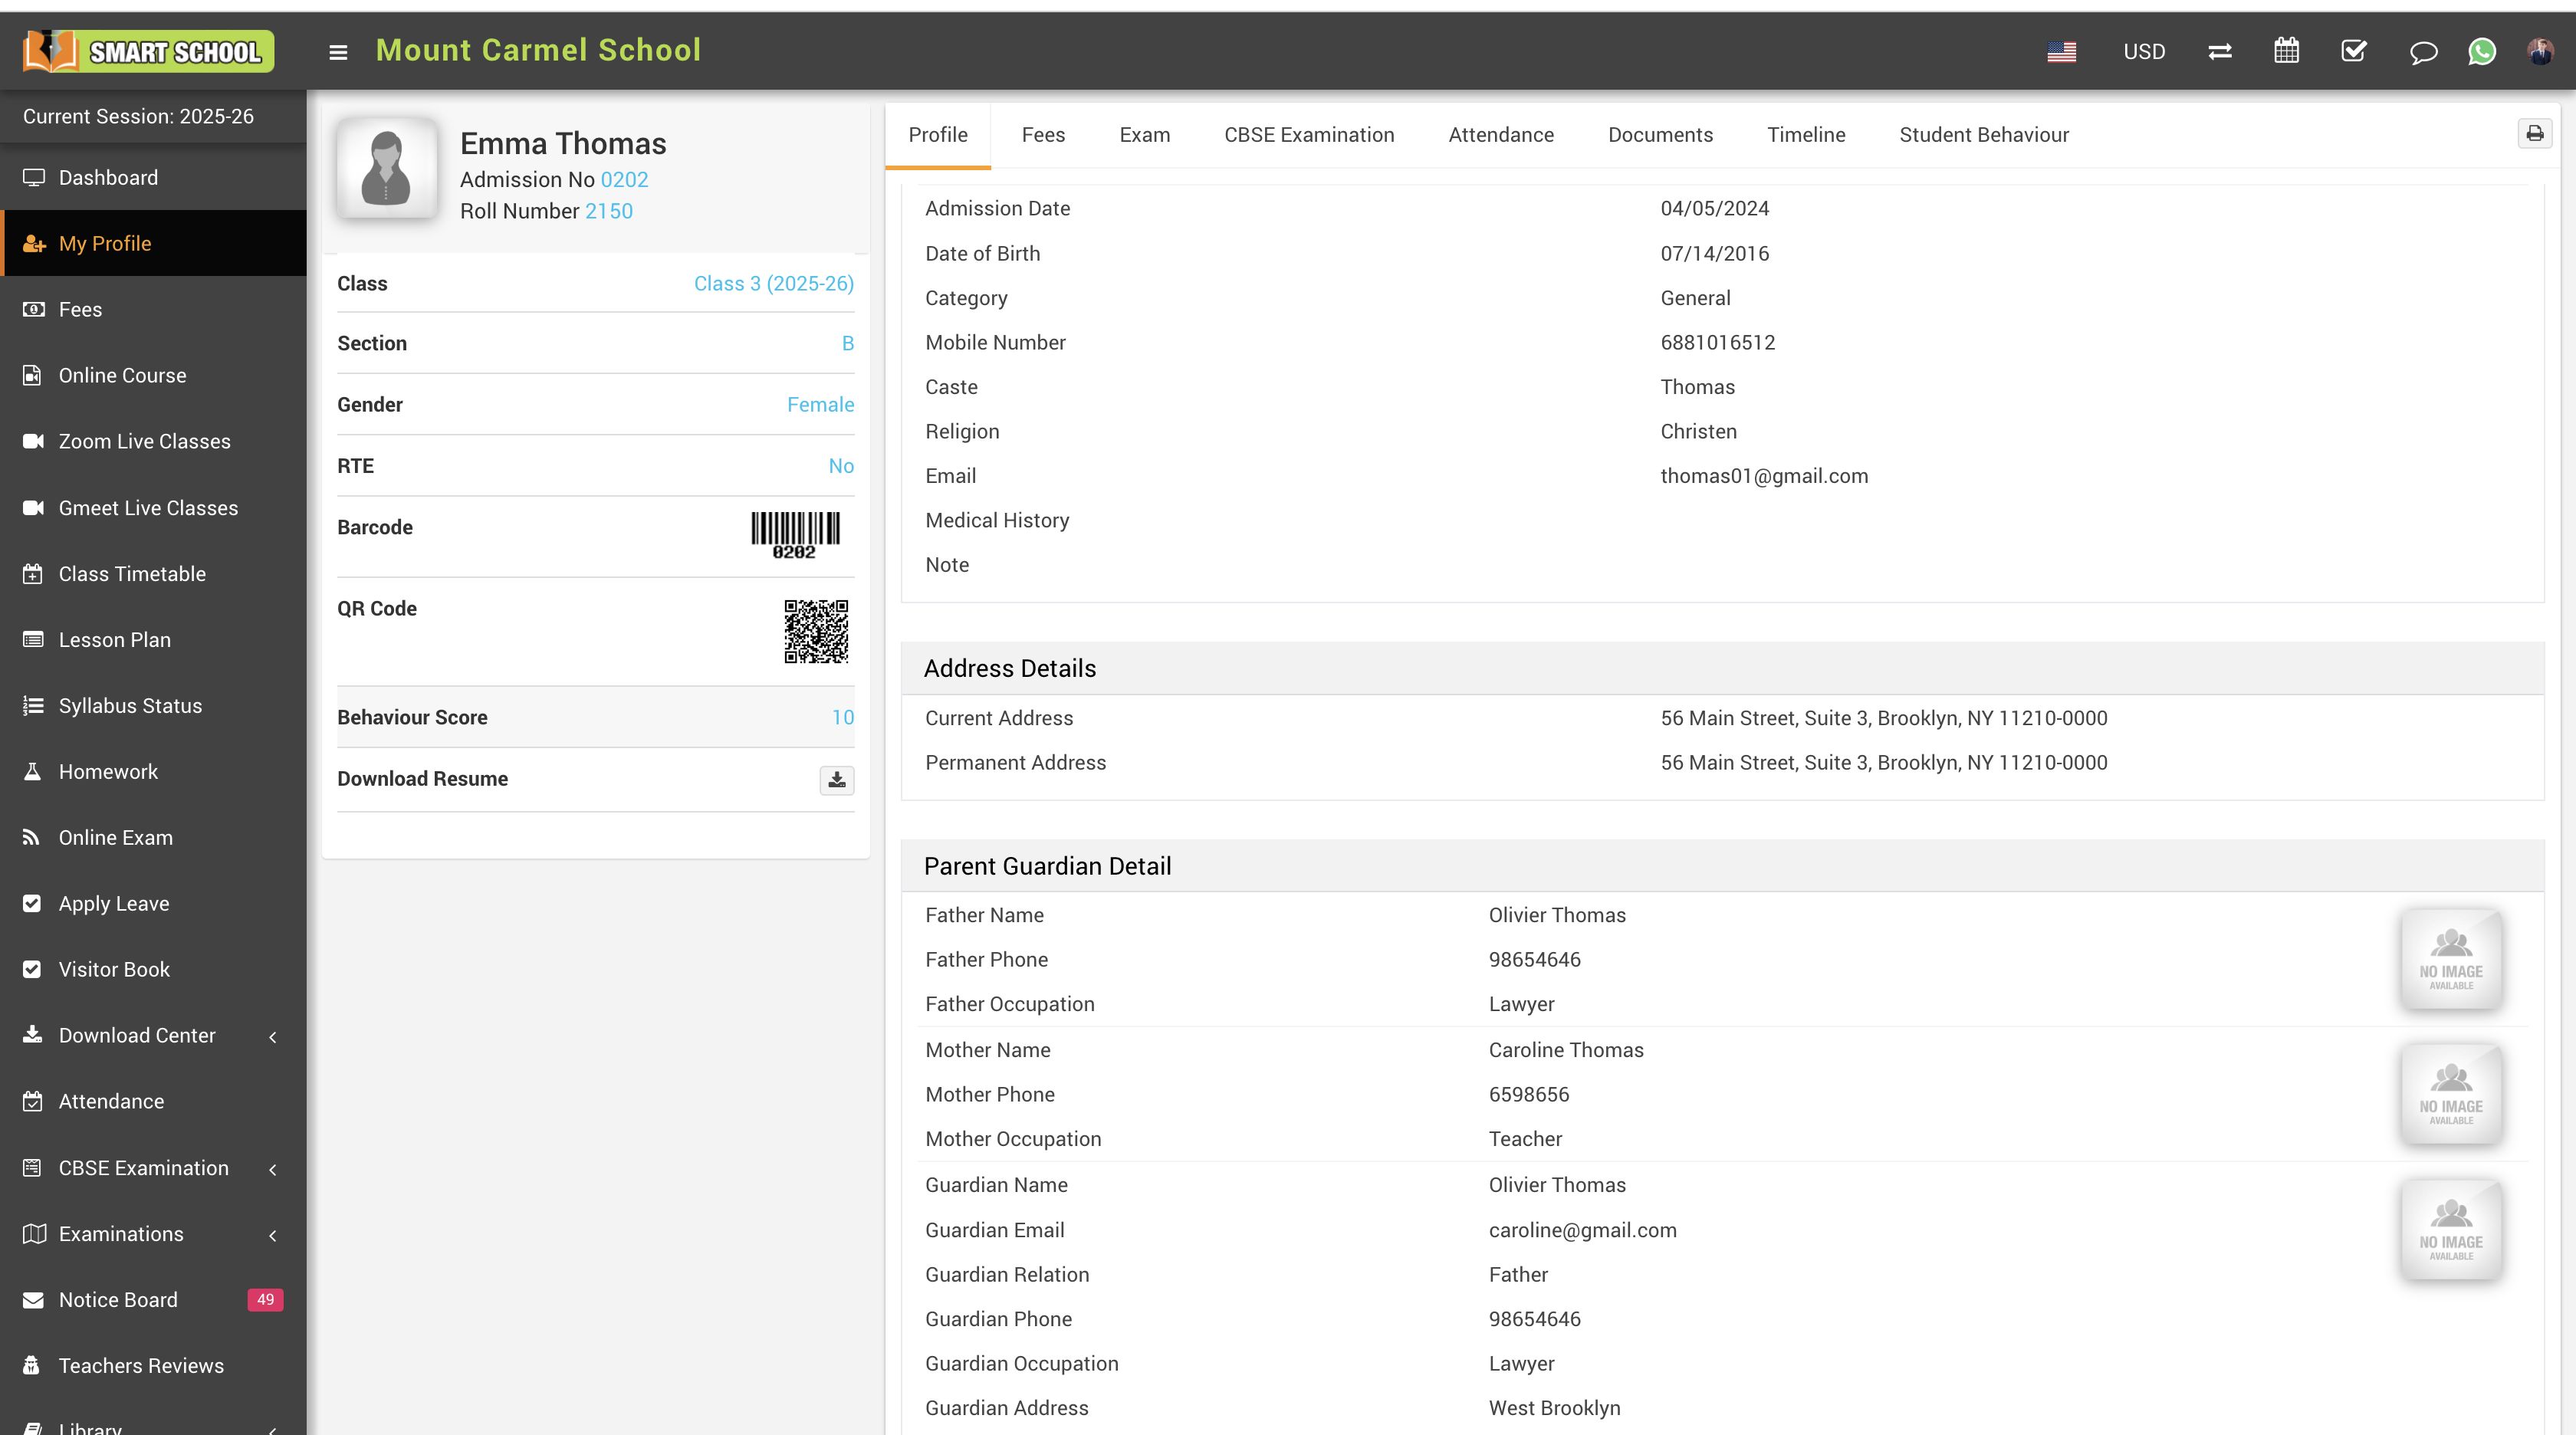 SMART SCHOOL
Mount Carmel School
USD
Current Session: 2025-26
Dashboard
My Profile
Fees
Online Course
Zoom Live Classes
Gmeet Live Classes
Class Timetable
Lesson Plan
Syllabus Status
Homework
Online Exam
Apply Leave
Visitor Book
Download Center
Attendance
CBSE Examination
Examinations
Notice Board 49
Teachers Reviews
Library
Emma Thomas
Admission No 0202
Roll Number 2150
Class Class 3 (2025-26)
Section B
Gender Female
RTE No
Barcode
0202
QR Code
Behaviour Score 10
Download Resume
Profile Fees Exam CBSE Examination Attendance Documents Timeline Student Behaviour
Admission Date 04/05/2024
Date of Birth 07/14/2016
Category General
Mobile Number 6881016512
Caste Thomas
Religion Christen
Email thomas01@gmail.com
Medical History
Note
Address Details
Current Address 56 Main Street, Suite 3, Brooklyn, NY 11210-0000
Permanent Address 56 Main Street, Suite 3, Brooklyn, NY 11210-0000
Parent Guardian Detail
Father Name Olivier Thomas
Father Phone 98654646
Father Occupation Lawyer
NO IMAGE
AVAILABLE
Mother Name Caroline Thomas
Mother Phone 6598656
Mother Occupation Teacher
NO IMAGE
AVAILABLE
Guardian Name Olivier Thomas
Guardian Email caroline@gmail.com
Guardian Relation Father
Guardian Phone 98654646
Guardian Occupation Lawyer
Guardian Address West Brooklyn
NO IMAGE
AVAILABLE